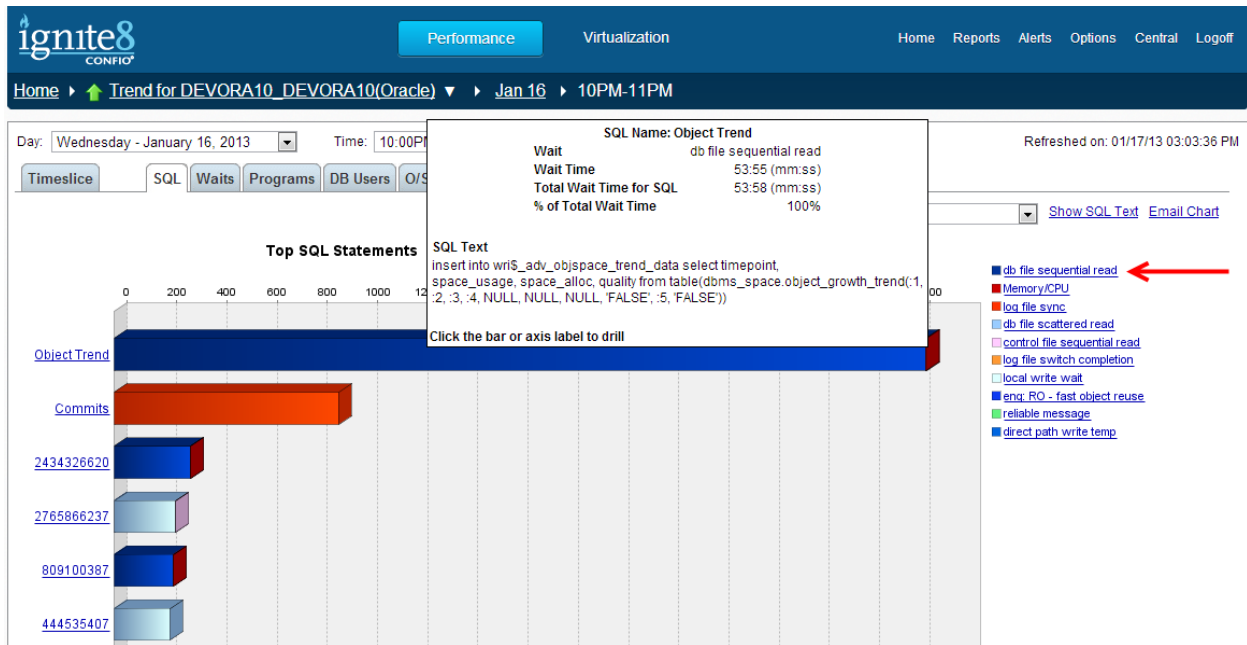 ignite8
CONFIO
Performance Virtualization Home Reports Alerts Options Central Logoff
Home Trend for DEVORA10_DEVORA10(Oracle) Jan 16 10PM-11PM
Day: Wednesday - January 16, 2013 Time: 10:00P
Refreshed on: 01/17/13 03:03:36 PM
Timeslice SQL Waits Programs DB Users O/S
Show SQL Text Email Chart
SQL Name: Object Trend
Wait db file sequential read
Wait Time 53:55 (mm:ss)
Total Wait Time for SQL 53:58 (mm:ss)
% of Total Wait Time 100%
SQL Text
insert into wri$_adv_objspace_trend_data select timepoint,
space_usage, space_alloc, quality from table(dbms_space.object_growth_trend(:1,
:2, :3, :4, NULL, NULL, NULL, 'FALSE', :5, 'FALSE'))
Click the bar or axis label to drill
Top SQL Statements
0 200 400 600 800 1000 12 00
Object Trend
Commits
2434326620
2765866237
809100387
444535407
db file sequential read
Memory/CPU
log file sync
db file scattered read
control file sequential read
log file switch completion
local write wait
enq: RO - fast object reuse
reliable message
direct path write temp